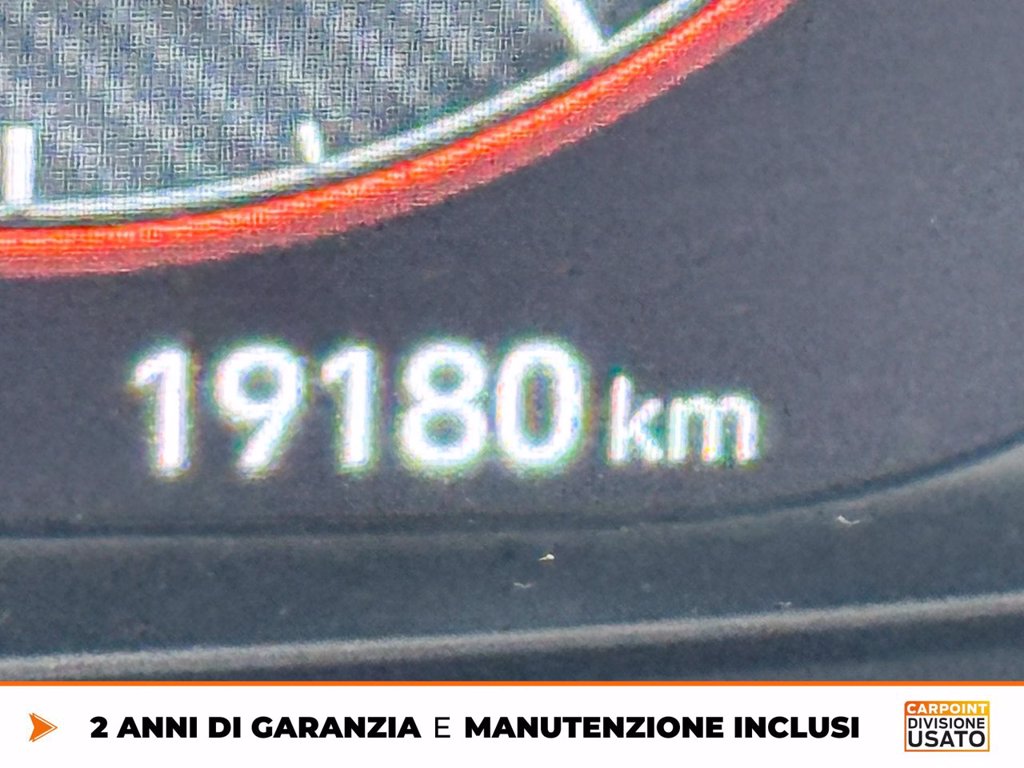 19180 km
2 ANNI DI GARANZIA E MANUTENZIONE INCLUSI
CARPOINT
DIVISIONE
USATO